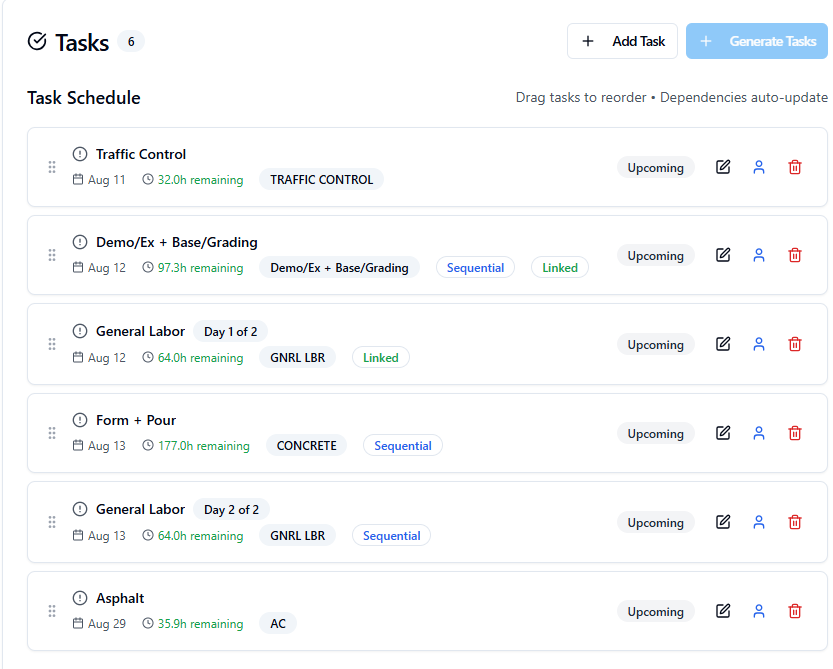 Tasks 6
+ Add Task + Generate Tasks
Task Schedule Drag tasks to reorder • Dependencies auto-update
Traffic Control
Aug 11 32.0h remaining TRAFFIC CONTROL Upcoming
Demo/Ex + Base/Grading
Aug 12 97.3h remaining Demo/Ex + Base/Grading Sequential Linked Upcoming
General Labor Day 1 of 2
Aug 12 64.0h remaining GNRL LBR Linked Upcoming
Form + Pour
Aug 13 177.0h remaining CONCRETE Sequential Upcoming
General Labor Day 2 of 2
Aug 13 64.0h remaining GNRL LBR Sequential Upcoming
Asphalt
Aug 29 35.9h remaining AC Upcoming